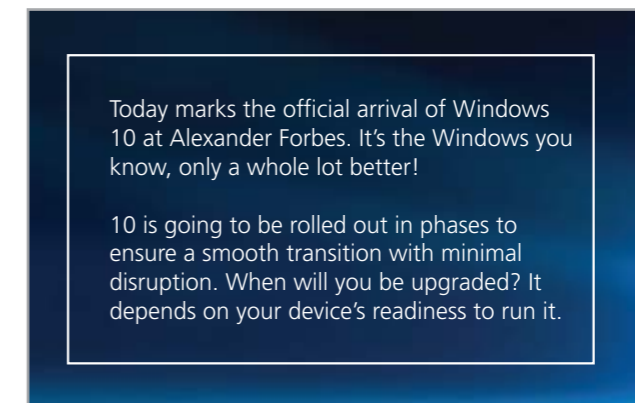 Today marks the official arrival of Windows
10 at Alexander Forbes. It’s the Windows you
know, only a whole lot better!
10 is going to be rolled out in phases to
ensure a smooth transition with minimal
disruption. When will you be upgraded? It
depends on your device’s readiness to run it.